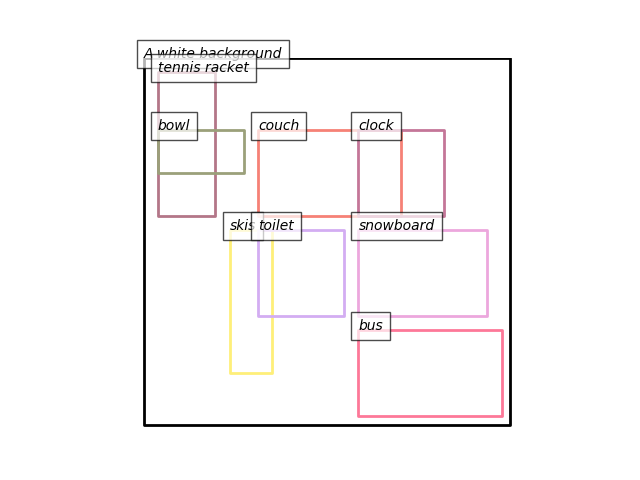 A white background
tennis racket
bowl
couch
clock
skis
toilet
snowboard
bus